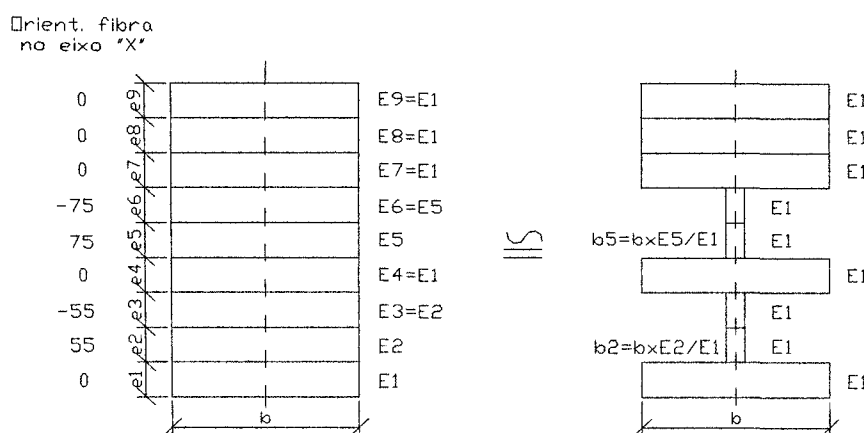 Orient. fibra
no eixo "X"
0 e9 E9=E1 E1
0 e8 E8=E1 E1
0 e7 E7=E1 E1
-75 e6 E6=E5 E1
75 e5 E5 b5=bxE5/E1 E1
0 e4 E4=E1 E1
-55 e3 E3=E2 E1
55 e2 E2 b2=bxE2/E1 E1
0 e1 E1 E1
b b